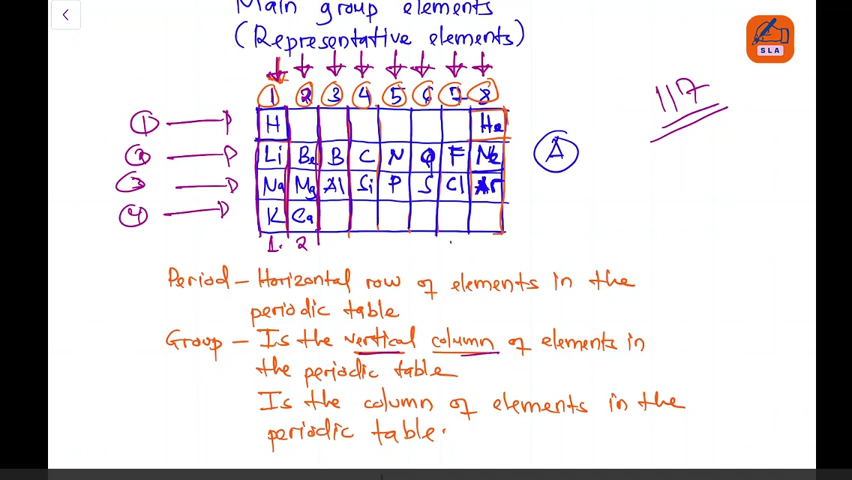 Main group elements
(Representative elements)
1 2 3 4 5 6 7 8
1 H He
2 Li Be B C N O F Ne
3 Na Mg Al Si P S Cl Ar
4 K Ca
1. 2
A
117
SLA
Period – Horizontal row of elements in the
periodic table
Group – Is the vertical column of elements in
the periodic table
Is the column of elements in the
periodic table.